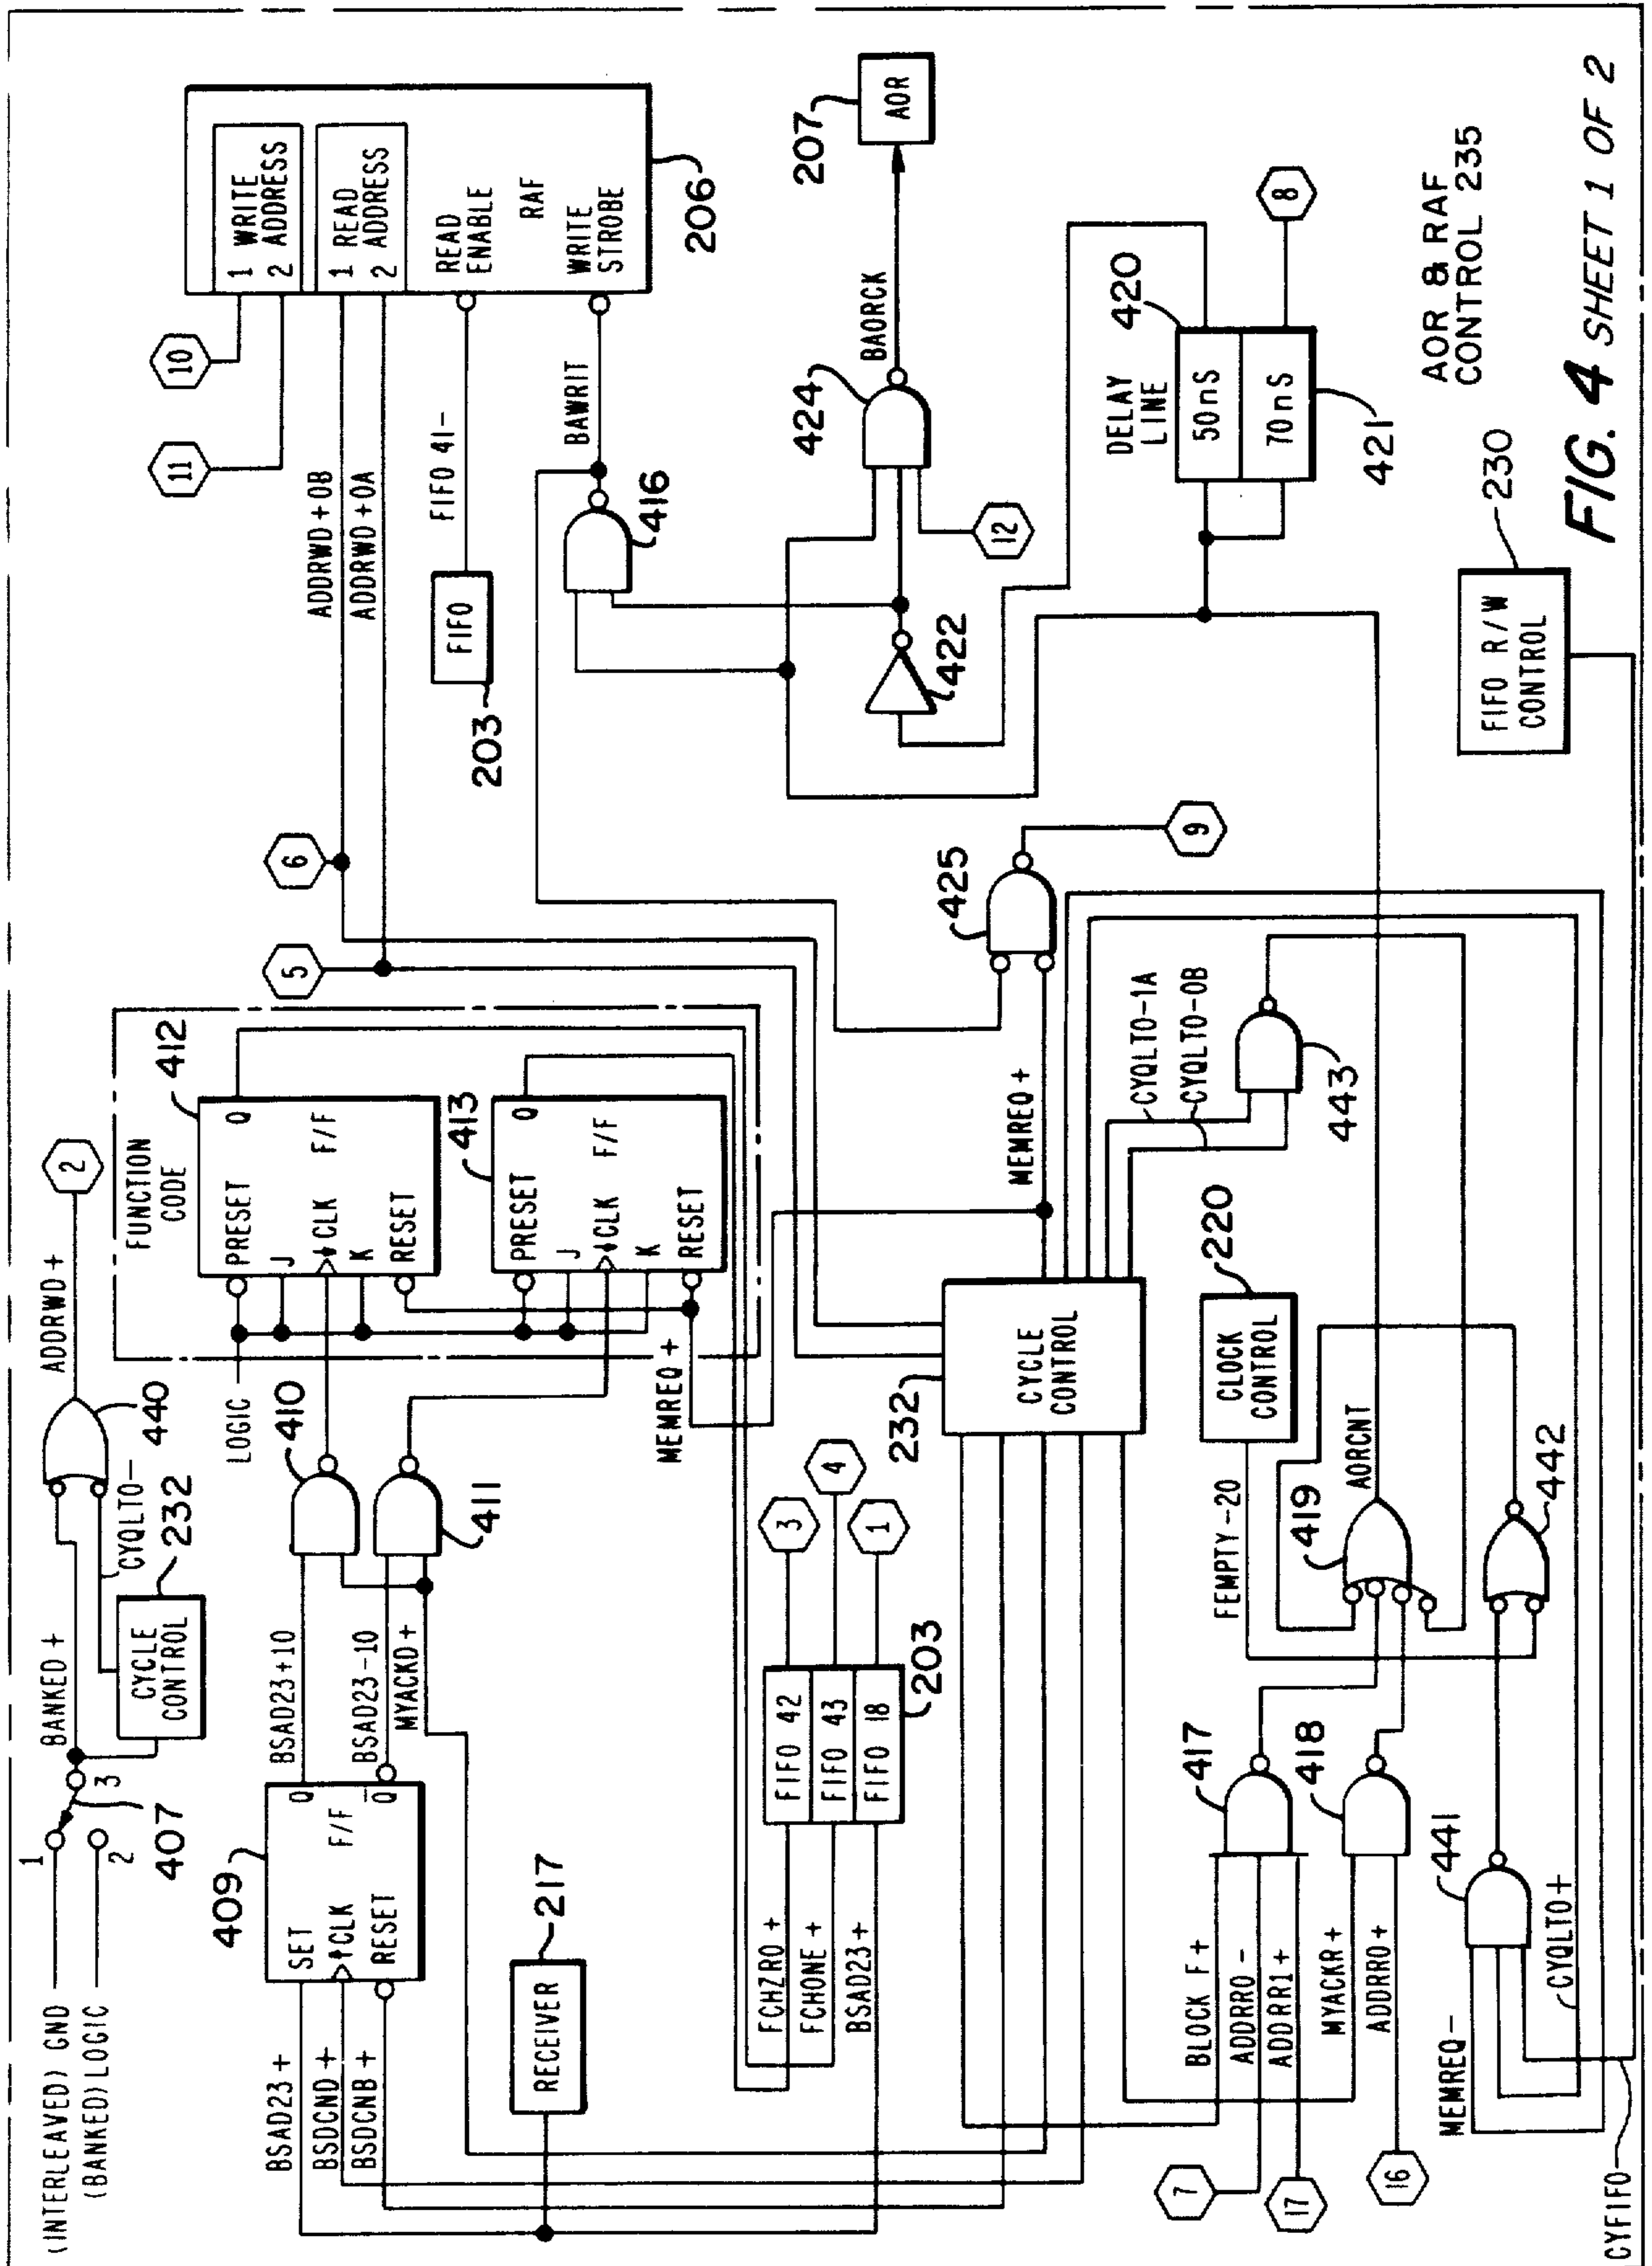 (INTERLEAVED) GND
(BANKED) LOGIC
1
2
3
407
BANKED +
CYCLE CONTROL
232
CYQLTO-
440
ADDRWD +
2
FUNCTION CODE
412
LOGIC
PRESET
J
CLK
K
RESET
Q
F/F
413
PRESET
J
CLK
K
RESET
Q
F/F
MEMREQ +
409
SET
CLK
RESET
Q
F/F
Q
BSAD23+
BSDCND+
BSDCNB+
BSAD23+10
BSAD23-10
MYACKD+
410
411
RECEIVER
217
FCHZRO +
FCHONE +
BSAD23+
FIFO 42
FIFO 43
FIFO 18
203
3
4
1
5
6
11
10
ADDRWD+0B
ADDRWD+0A
1 WRITE
2 ADDRESS
1 READ
2 ADDRESS
READ ENABLE
RAF
WRITE STROBE
206
FIFO 41-
FIFO
203
BAWRIT
416
424
BAORCK
207
AOR
12
422
DELAY LINE
420
50nS
70nS
421
8
425
9
MEMREQ+
232
CYCLE CONTROL
CYQLTO-1A
CYQLTO-0B
443
CLOCK CONTROL
220
FEMPTY-20
419
AORCNT
442
BLOCK F+
ADDRRO-
ADDRR1+
MYACKR+
ADDRRO+
417
418
7
17
16
441
MEMREQ-
CYQLTO+
CYFIFO
FIFO R/W CONTROL
230
AOR & RAF
CONTROL 235
FIG. 4 SHEET 1 OF 2